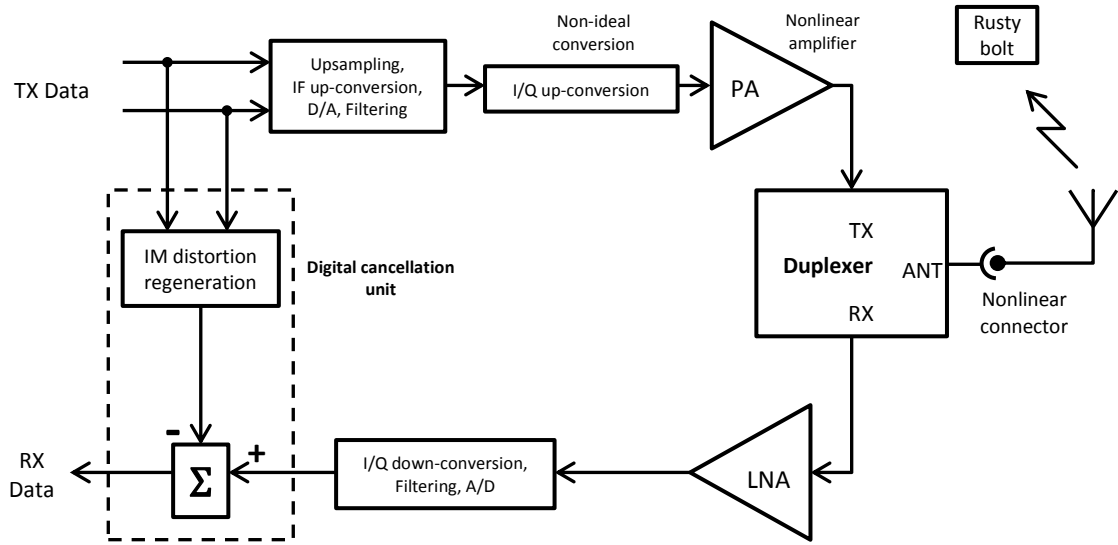 Non-ideal
conversion
Nonlinear
amplifier
Rusty
bolt
TX Data
Upsampling,
IF up-conversion,
D/A, Filtering
I/Q up-conversion
PA
TX
Duplexer
ANT
RX
Nonlinear
connector
IM distortion
regeneration
Digital cancellation
unit
-
+
Σ
RX
Data
I/Q down-conversion,
Filtering, A/D
LNA